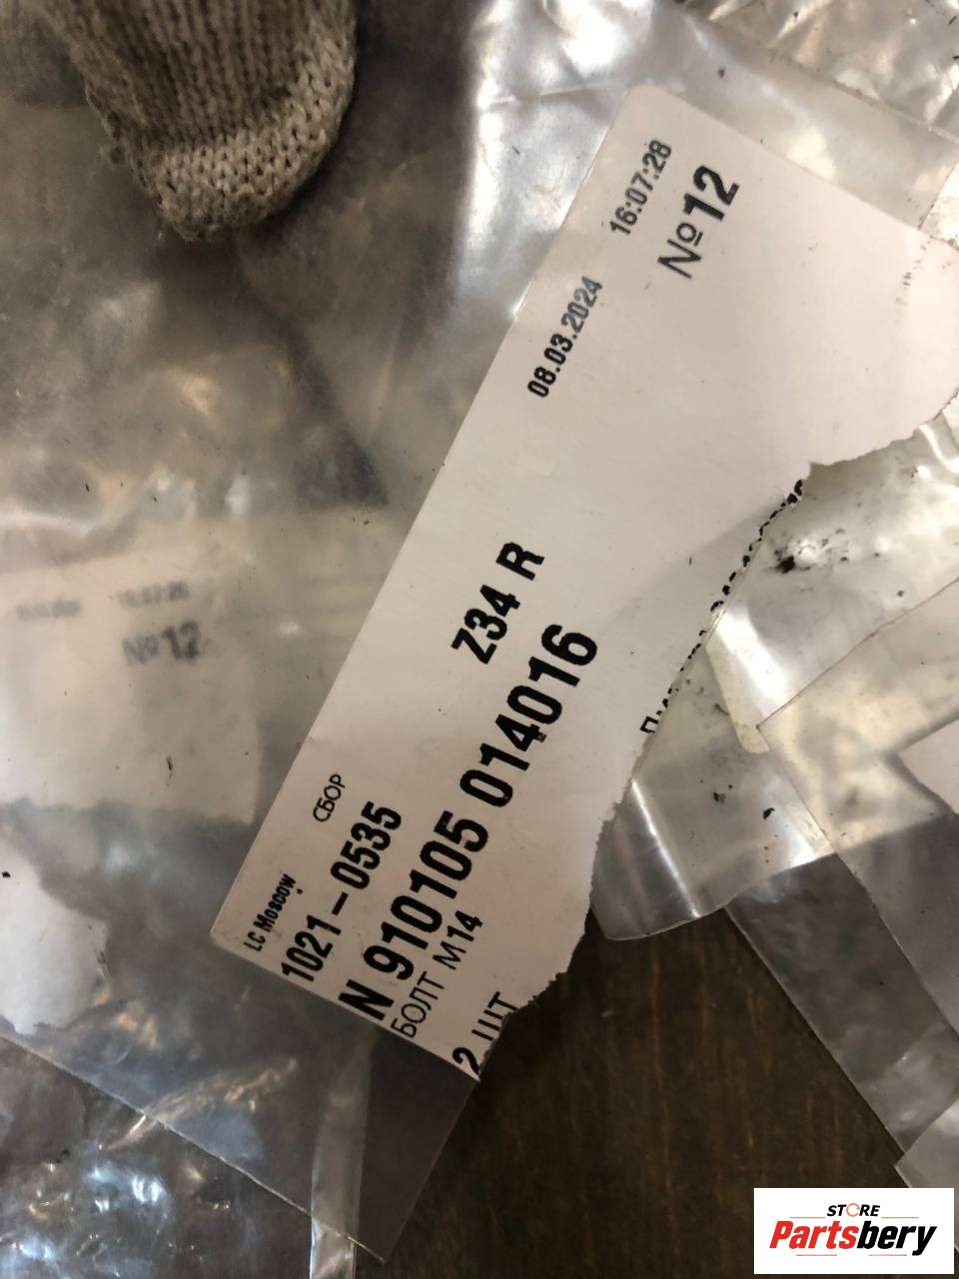 LC Moscow
СБОР
1021-0535
Z34 R
08.03.2024
16:07:28
№12
N 910105 014016
БОЛТ М14
2 ШТ
№12
STORE
Partsbery